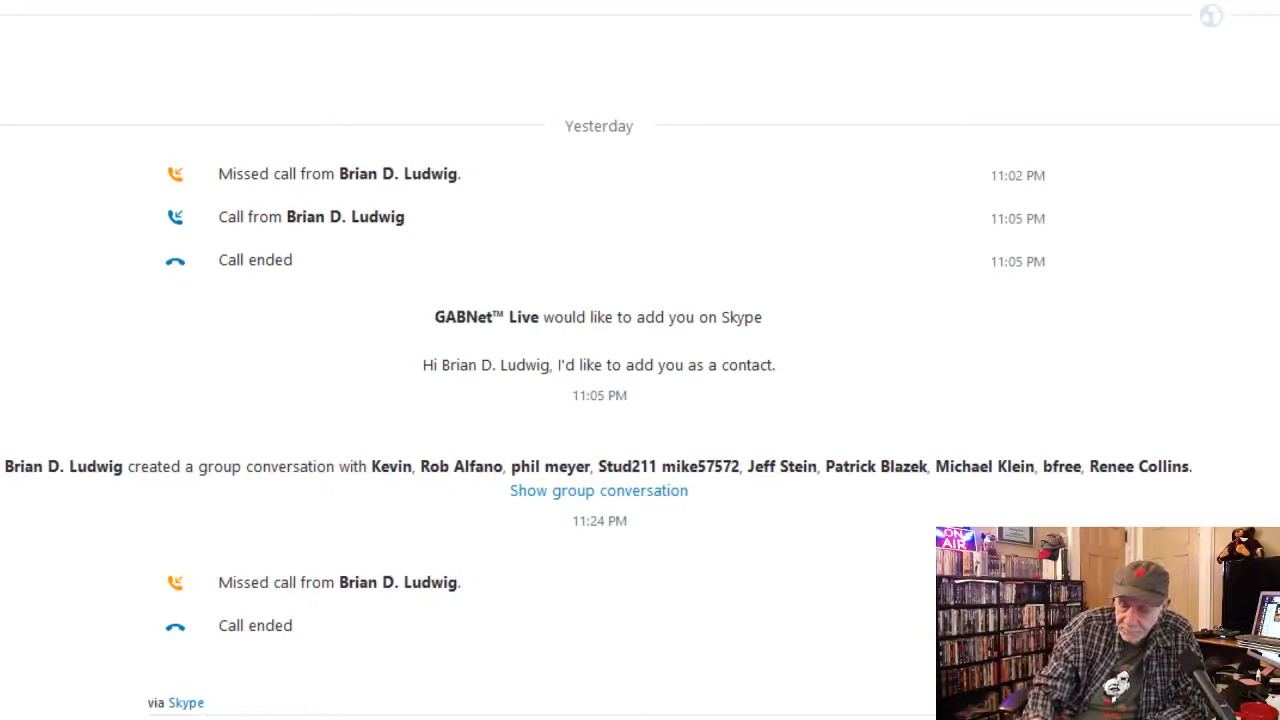 Yesterday
Missed call from Brian D. Ludwig. 11:02 PM
Call from Brian D. Ludwig 11:05 PM
Call ended 11:05 PM
GABNet™ Live would like to add you on Skype
Hi Brian D. Ludwig, I'd like to add you as a contact.
11:05 PM
Brian D. Ludwig created a group conversation with Kevin, Rob Alfano, phil meyer, Stud211 mike57572, Jeff Stein, Patrick Blazek, Michael Klein, bfree, Renee Collins.
Show group conversation
11:24 PM
Missed call from Brian D. Ludwig.
Call ended
via Skype
ON
AIR